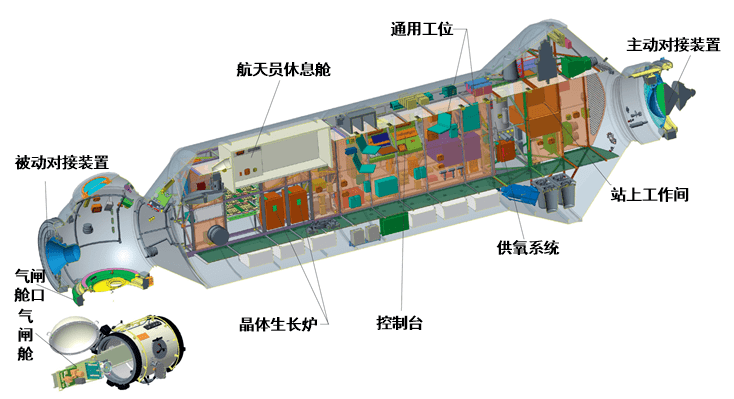 通用工位
主动对接装置
航天员休息舱
被动对接装置
站上工作间
供氧系统
气闸
舱口
气
闸
舱
晶体生长炉
控制台